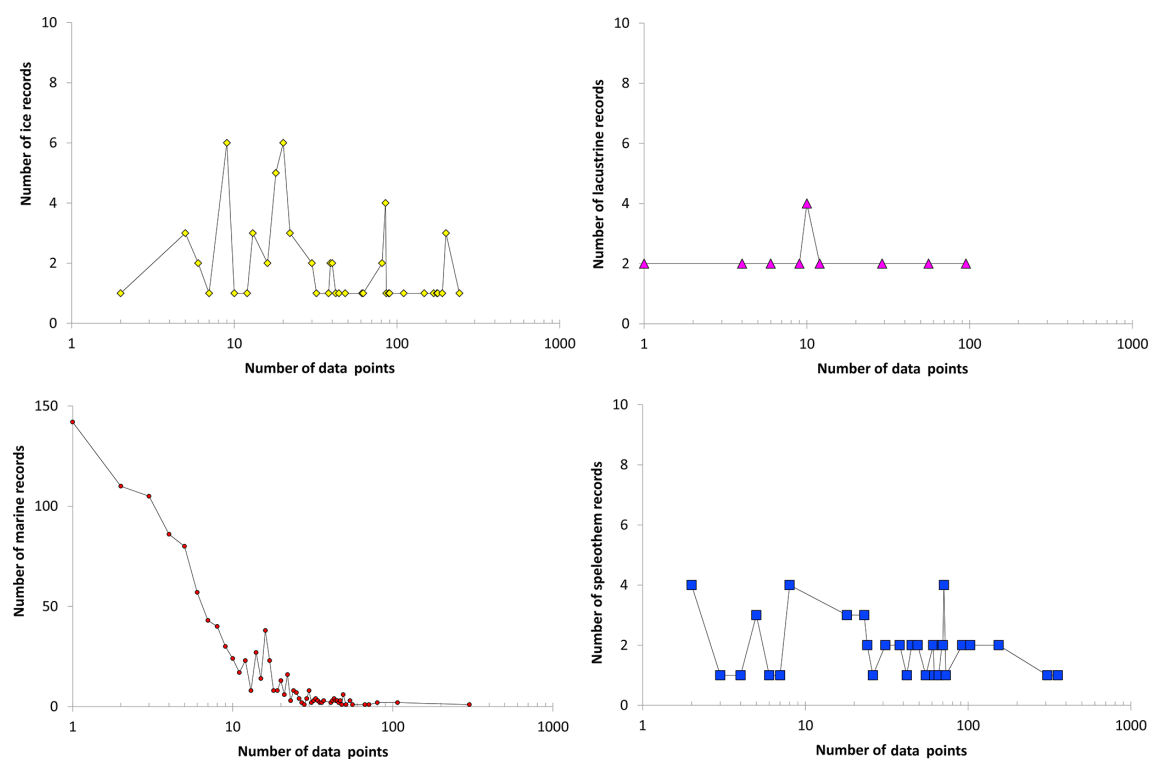 10
8
6
4
2
0
1 10 100 1000
Number of ice records
Number of data points
10
8
6
4
2
0
1 10 100 1000
Number of lacustrine records
Number of data points
150
100
50
0
1 10 100 1000
Number of marine records
Number of data points
10
8
6
4
2
0
1 10 100 1000
Number of speleothem records
Number of data points